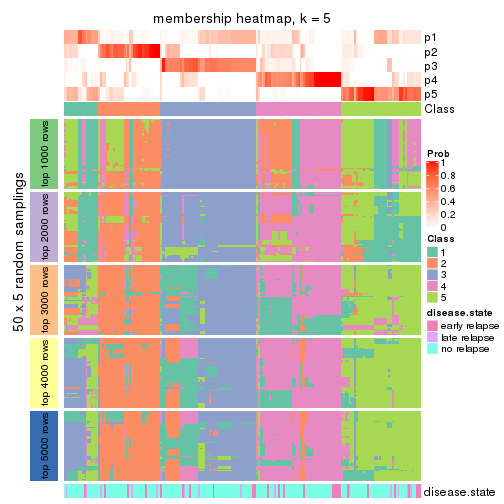 membership heatmap, k = 5
p1
p2
p3
p4
p5
Class
50 x 5 random samplings
top 1000 rows
top 2000 rows
top 3000 rows
top 4000 rows
top 5000 rows
disease.state
Prob
1
0.8
0.6
0.4
0.2
0
Class
1
2
3
4
5
disease.state
early relapse
late relapse
no relapse